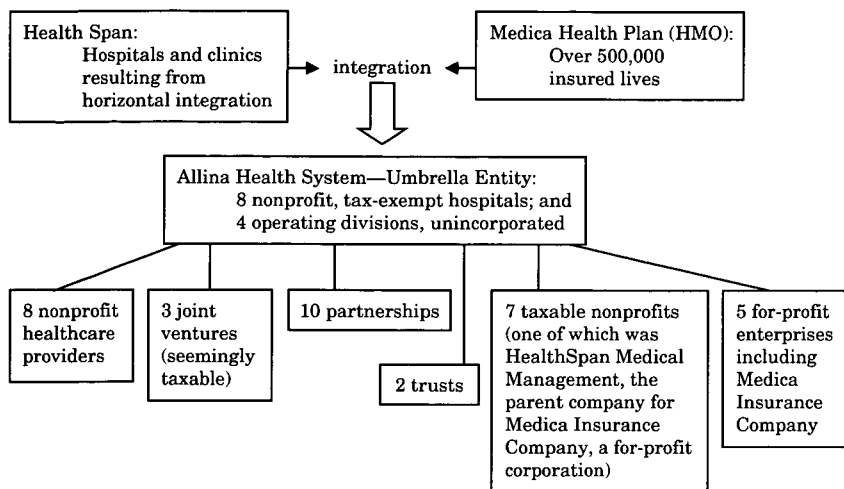 Health Span:
Hospitals and clinics
resulting from
horizontal integration
integration
Medica Health Plan (HMO):
Over 500,000
insured lives
Allina Health System—Umbrella Entity:
8 nonprofit, tax-exempt hospitals; and
4 operating divisions, unincorporated
8 nonprofit
healthcare
providers
3 joint
ventures
(seemingly
taxable)
10 partnerships
2 trusts
7 taxable nonprofits
(one of which was
HealthSpan Medical
Management, the
parent company for
Medica Insurance
Company, a for-profit
corporation)
5 for-profit
enterprises
including
Medica
Insurance
Company